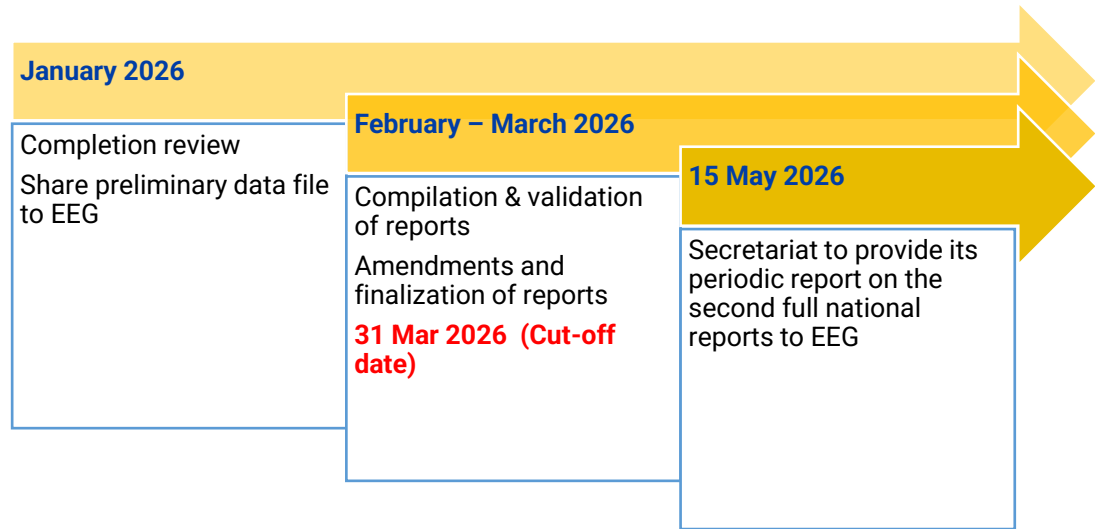 January 2026
Completion review
Share preliminary data file
to EEG
February – March 2026
Compilation & validation
of reports
Amendments and
finalization of reports
31 Mar 2026  (Cut-off
date)
15 May 2026
Secretariat to provide its
periodic report on the
second full national
reports to EEG